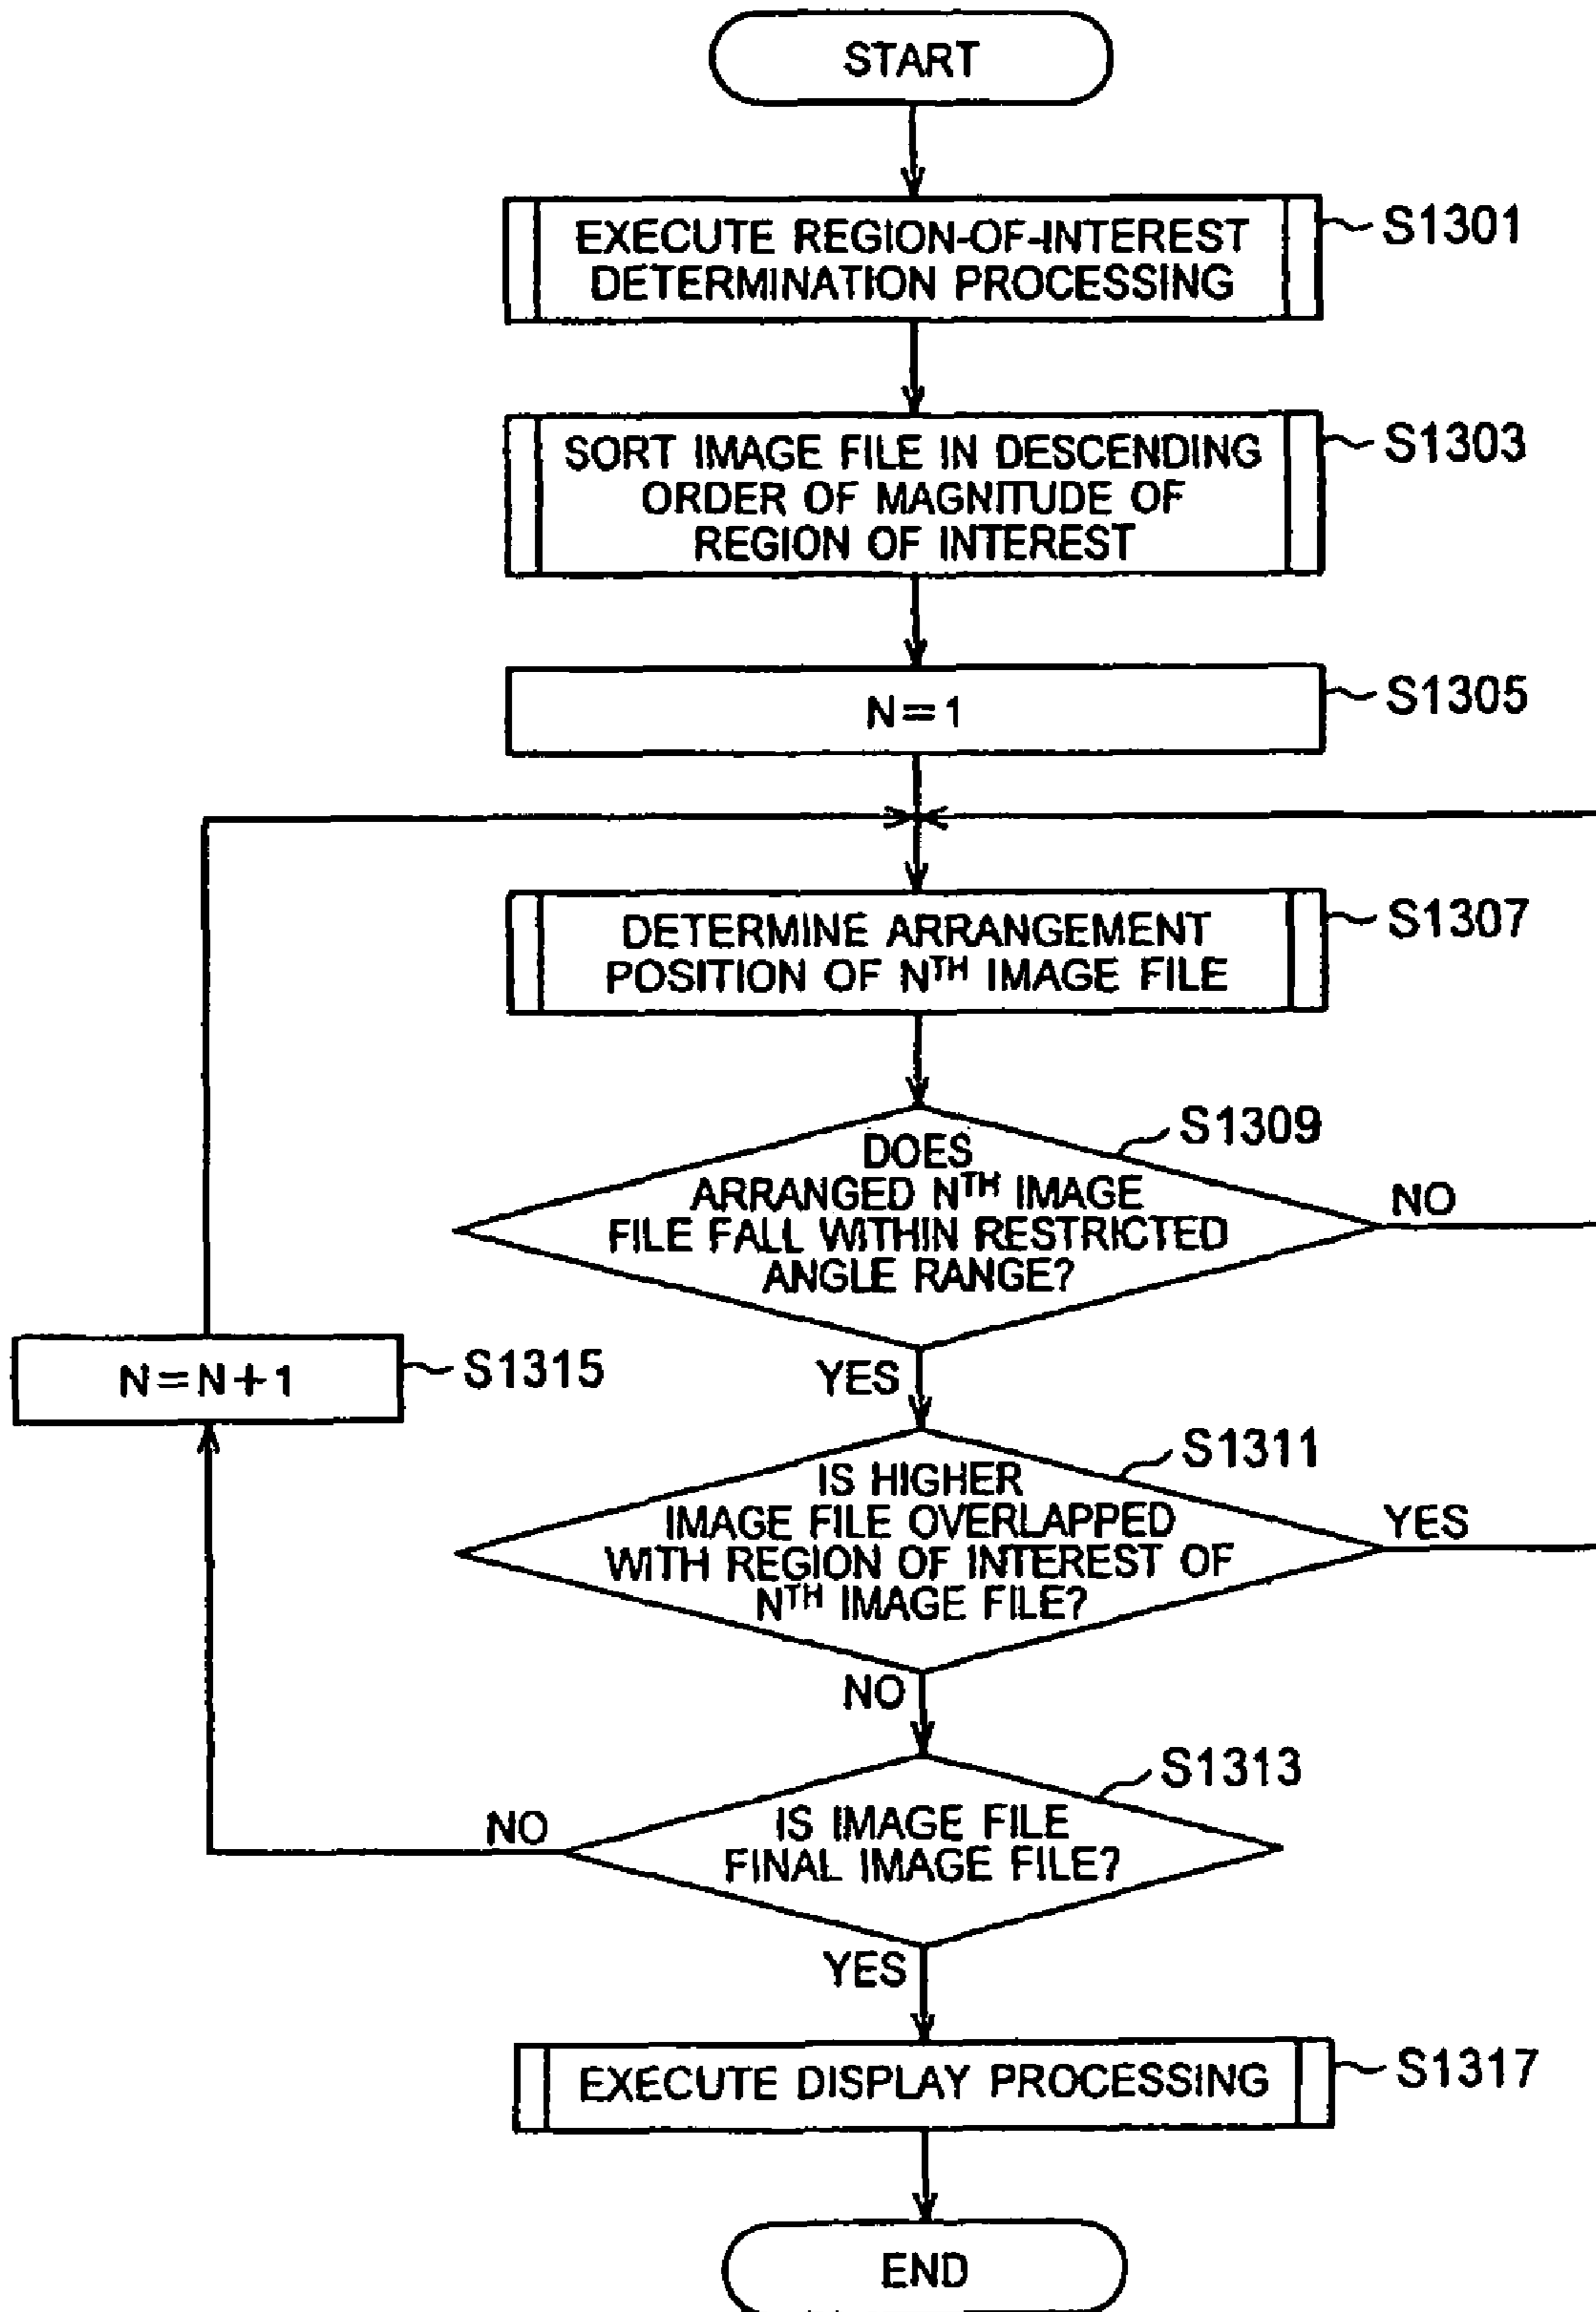 START
EXECUTE REGION-OF-INTEREST
DETERMINATION PROCESSING
S1301
SORT IMAGE FILE IN DESCENDING
ORDER OF MAGNITUDE OF
REGION OF INTEREST
S1303
N=1
S1305
DETERMINE ARRANGEMENT
POSITION OF NTH IMAGE FILE
S1307
DOES
ARRANGED NTH IMAGE
FILE FALL WITHIN RESTRICTED
ANGLE RANGE?
S1309
NO
YES
N=N+1
S1315
IS HIGHER
IMAGE FILE OVERLAPPED
WITH REGION OF INTEREST OF
NTH IMAGE FILE?
S1311
YES
NO
IS IMAGE FILE
FINAL IMAGE FILE?
S1313
NO
YES
EXECUTE DISPLAY PROCESSING
S1317
END